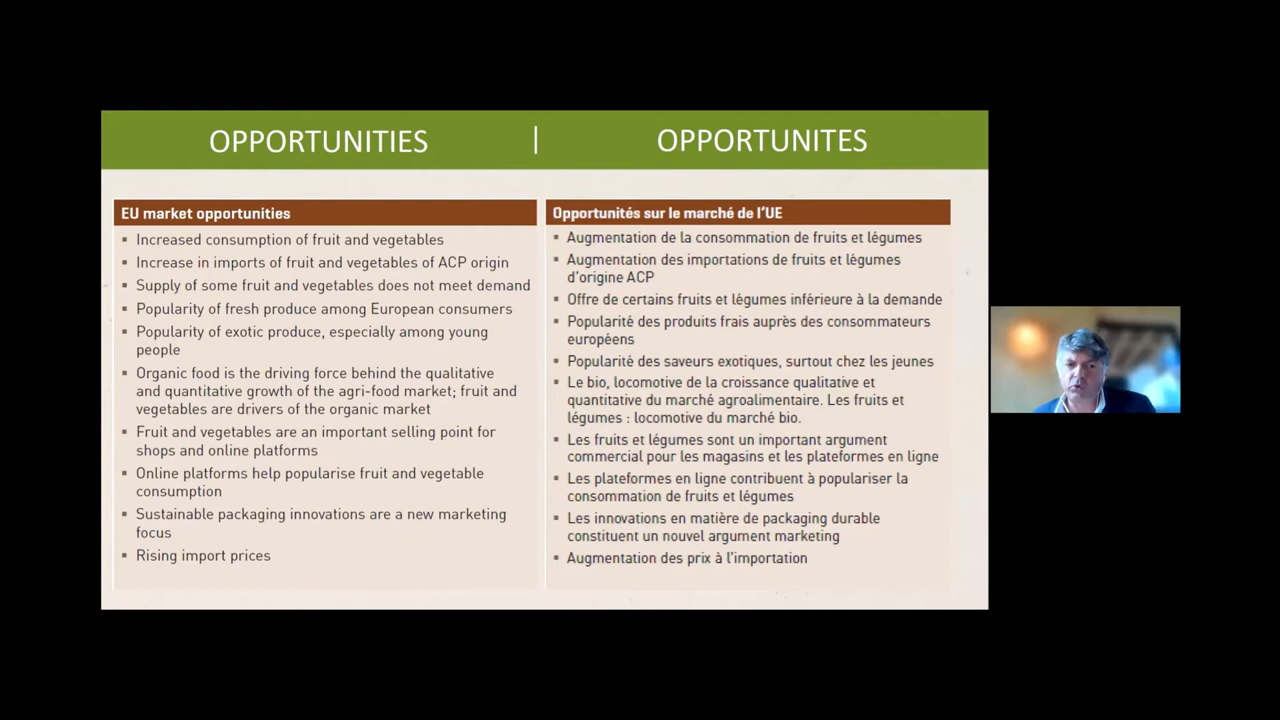 OPPORTUNITIES | OPPORTUNITES
EU market opportunities
▪ Increased consumption of fruit and vegetables
▪ Increase in imports of fruit and vegetables of ACP origin
▪ Supply of some fruit and vegetables does not meet demand
▪ Popularity of fresh produce among European consumers
▪ Popularity of exotic produce, especially among young
people
▪ Organic food is the driving force behind the qualitative
and quantitative growth of the agri-food market; fruit and
vegetables are drivers of the organic market
▪ Fruit and vegetables are an important selling point for
shops and online platforms
▪ Online platforms help popularise fruit and vegetable
consumption
▪ Sustainable packaging innovations are a new marketing
focus
▪ Rising import prices
Opportunités sur le marché de l'UE
▪ Augmentation de la consommation de fruits et légumes
▪ Augmentation des importations de fruits et légumes
d'origine ACP
▪ Offre de certains fruits et légumes inférieure à la demande
▪ Popularité des produits frais auprès des consommateurs
européens
▪ Popularité des saveurs exotiques, surtout chez les jeunes
▪ Le bio, locomotive de la croissance qualitative et
quantitative du marché agroalimentaire. Les fruits et
légumes : locomotive du marché bio.
▪ Les fruits et légumes sont un important argument
commercial pour les magasins et les plateformes en ligne
▪ Les plateformes en ligne contribuent à populariser la
consommation de fruits et légumes
▪ Les innovations en matière de packaging durable
constituent un nouvel argument marketing
▪ Augmentation des prix à l'importation